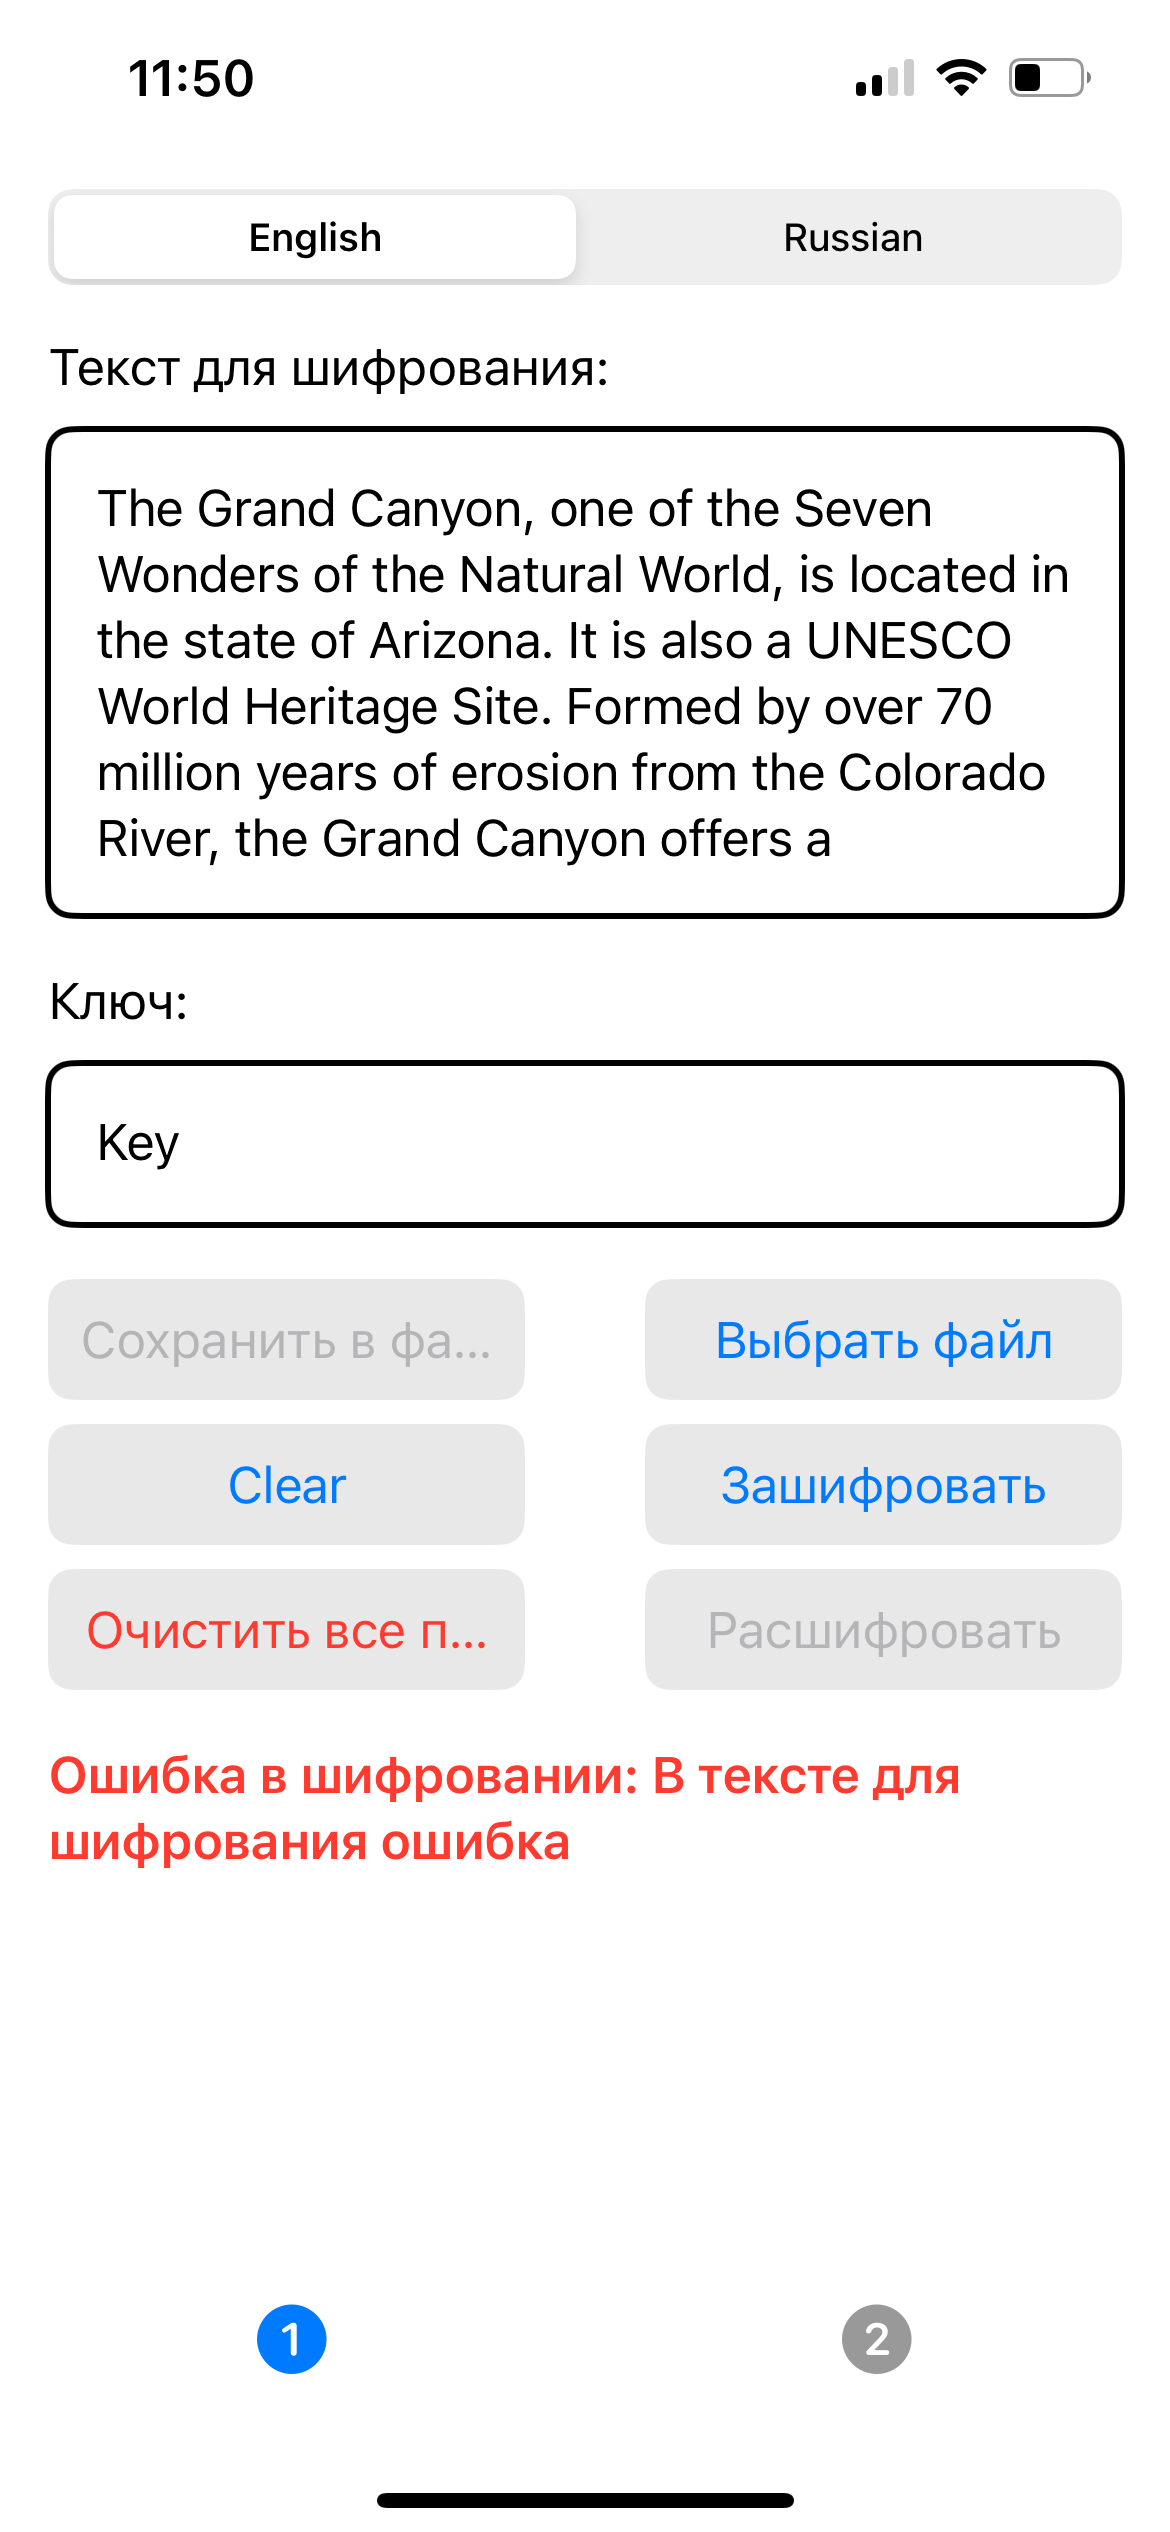 11:50
English
Russian
Текст для шифрования:
The Grand Canyon, one of the Seven
Wonders of the Natural World, is located in
the state of Arizona. It is also a UNESCO
World Heritage Site. Formed by over 70
million years of erosion from the Colorado
River, the Grand Canyon offers a
Ключ:
Key
Сохранить в фа...
Выбрать файл
Clear
Зашифровать
Очистить все п...
Расшифровать
Ошибка в шифровании: В тексте для
шифрования ошибка
1
2